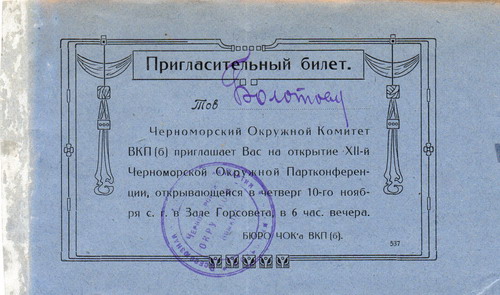 Пригласительный билет.
Тов Болотову
Черноморский Окружной Комитет
ВКП(б) приглашает Вас на открытие XII-й
Черноморской Окружной Партконферен-
ции, открывающейся в четверг 10-го нояб-
ря с. г. в Зале Горсовета, в 6 час. вечера.
БЮРО ЧОК'а ВКП(б).
537